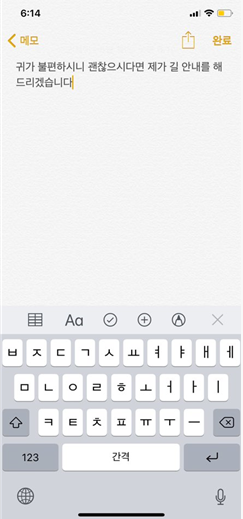 6:14
메모
완료
귀가 불편하시니 괜찮으시다면 제가 길 안내를 해
드리겠습니다
Aa
ㅂ ㅈ ㄷ ㄱ ㅅ ㅛ ㅕ ㅑ ㅐ ㅔ
ㅁ ㄴ ㅇ ㄹ ㅎ ㅗ ㅓ ㅏ ㅣ
ㅋ ㅌ ㅊ ㅍ ㅠ ㅜ ㅡ
123 간격